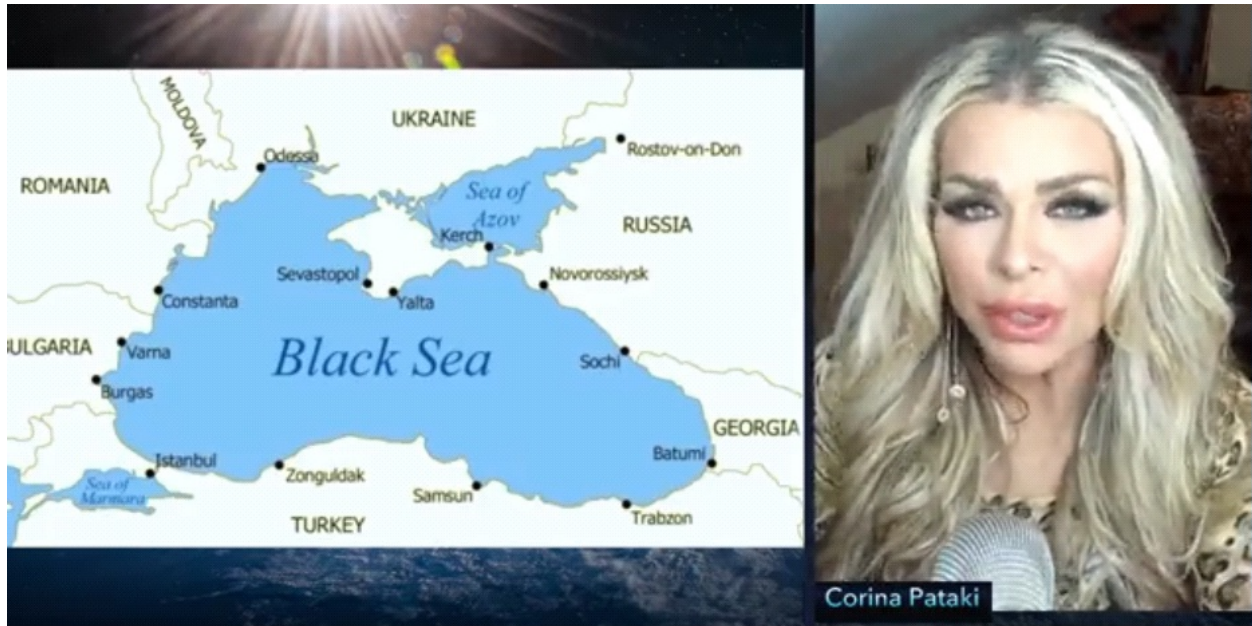 MOLDOVA
UKRAINE
Odessa
Rostov-on-Don
ROMANIA
Sea of
Azov
RUSSIA
Kerch
Sevastopol
Novorossiysk
Constanta
Yalta
ULGARIA
Varna
Black Sea
Sochi
Burgas
GEORGIA
Istanbul
Batumi
Zonguldak
Sea of
Marmara
Samsun
TURKEY
Trabzon
Corina Pataki